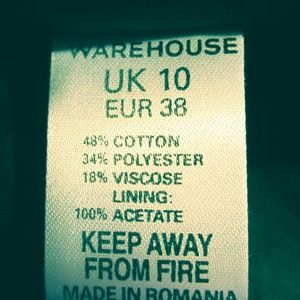 WAREHOUSE
UK 10
EUR 38
48% COTTON
34% POLYESTER
18% VISCOSE
LINING:
100% ACETATE
KEEP AWAY
FROM FIRE
MADE IN ROMANIA